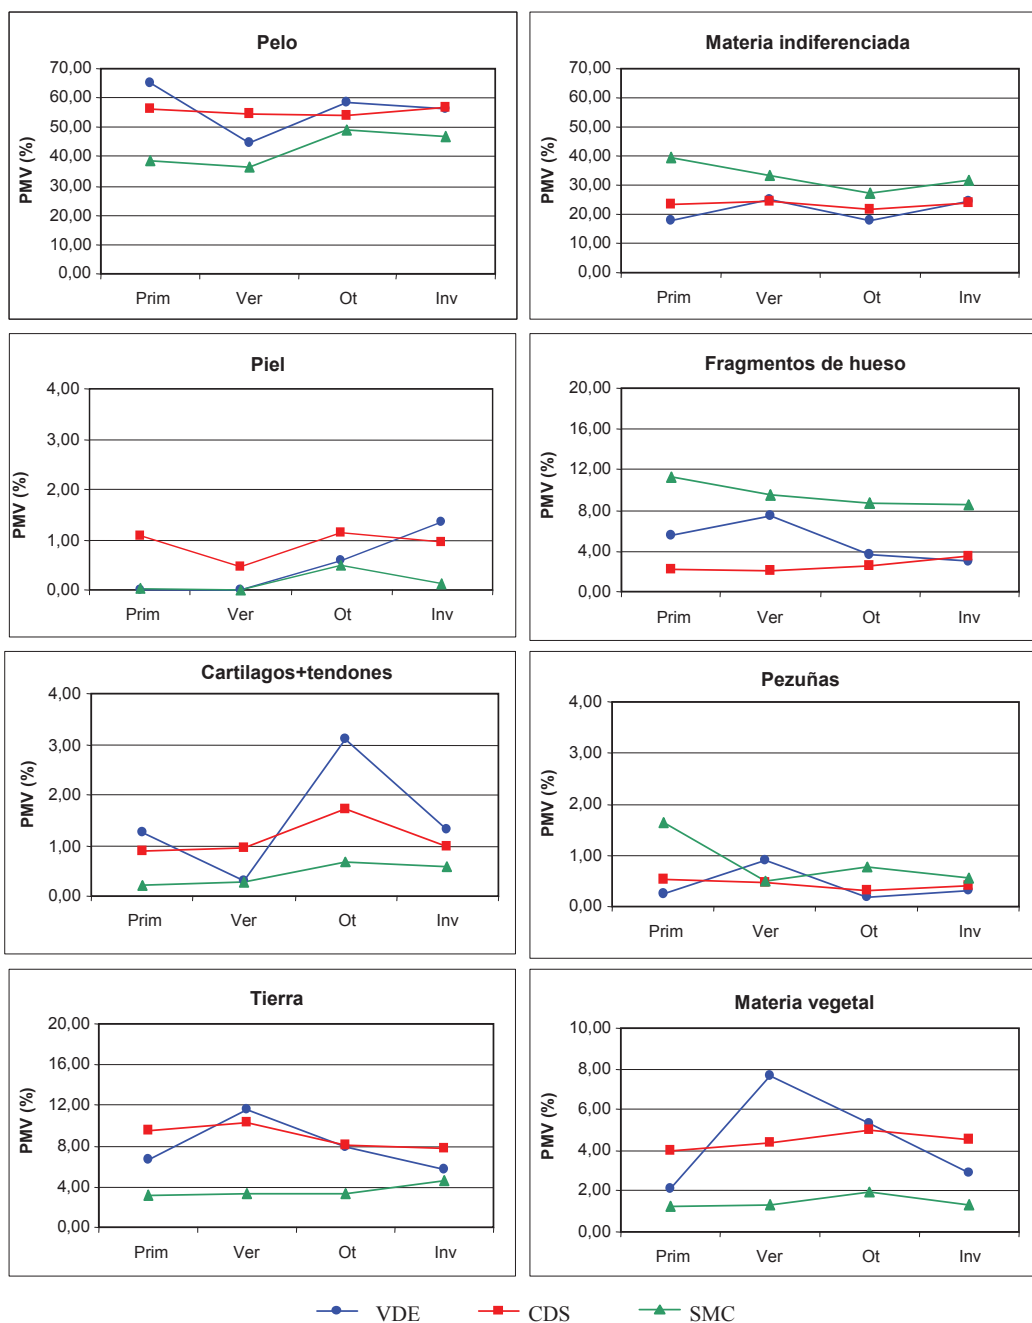 Pelo
PMV (%)
70,00
60,00
50,00
40,00
30,00
20,00
10,00
0,00
Prim Ver Ot Inv
Materia indiferenciada
PMV (%)
70,00
60,00
50,00
40,00
30,00
20,00
10,00
0,00
Prim Ver Ot Inv
Piel
PMV (%)
4,00
3,00
2,00
1,00
0,00
Prim Ver Ot Inv
Fragmentos de hueso
PMV (%)
20,00
16,00
12,00
8,00
4,00
0,00
Prim Ver Ot Inv
Cartilagos+tendones
PMV (%)
4,00
3,00
2,00
1,00
0,00
Prim Ver Ot Inv
Pezuñas
PMV (%)
4,00
3,00
2,00
1,00
0,00
Prim Ver Ot Inv
Tierra
PMV (%)
20,00
16,00
12,00
8,00
4,00
0,00
Prim Ver Ot Inv
Materia vegetal
PMV (%)
10,00
8,00
6,00
4,00
2,00
0,00
Prim Ver Ot Inv
VDE CDS SMC